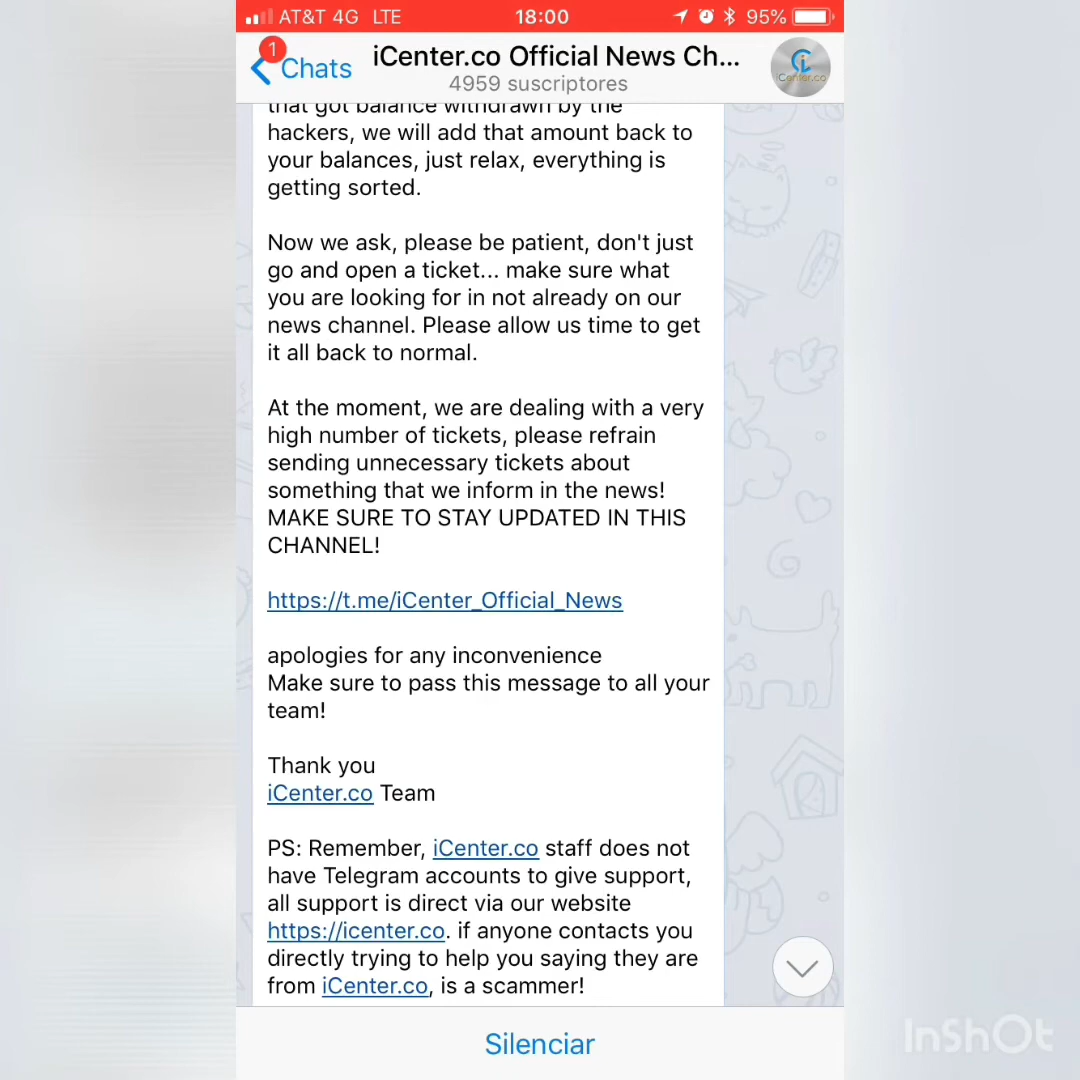 AT&T 4G LTE 18:00 95%
1
Chats
iCenter.co Official News Ch...
4959 suscriptores
iCenter.co
that got balance withdrawn by the
hackers, we will add that amount back to
your balances, just relax, everything is
getting sorted.
Now we ask, please be patient, don't just
go and open a ticket... make sure what
you are looking for in not already on our
news channel. Please allow us time to get
it all back to normal.
At the moment, we are dealing with a very
high number of tickets, please refrain
sending unnecessary tickets about
something that we inform in the news!
MAKE SURE TO STAY UPDATED IN THIS
CHANNEL!
https://t.me/iCenter_Official_News
apologies for any inconvenience
Make sure to pass this message to all your
team!
Thank you
iCenter.co Team
PS: Remember, iCenter.co staff does not
have Telegram accounts to give support,
all support is direct via our website
https://icenter.co. if anyone contacts you
directly trying to help you saying they are
from iCenter.co, is a scammer!
Silenciar
InShOt